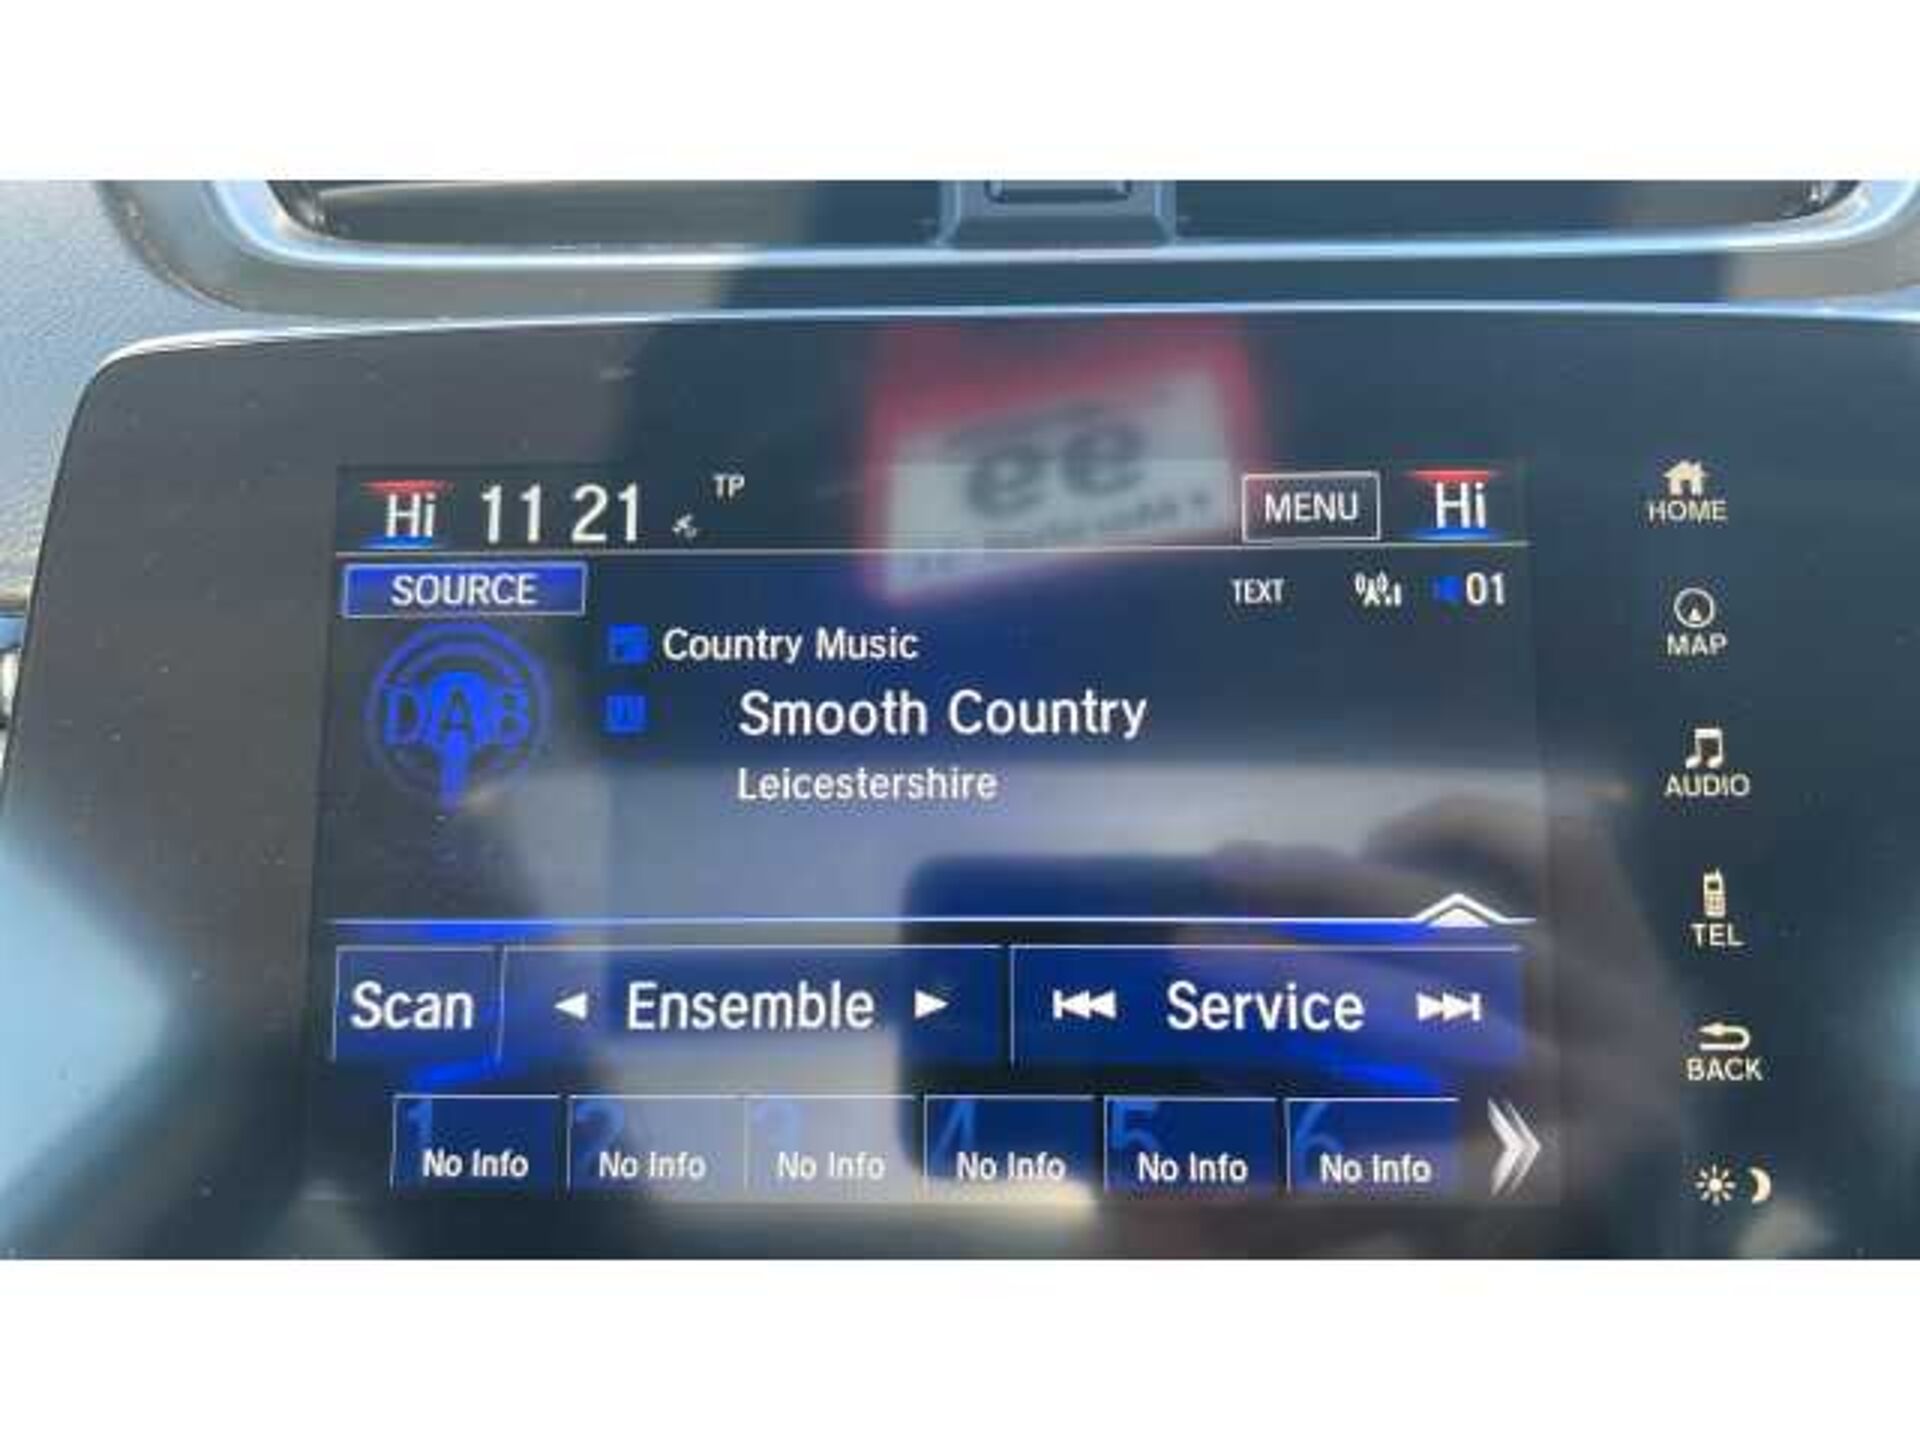 Hi 11 21 TP MENU Hi
SOURCE TEXT 01
Country Music
DAB
Smooth Country
Leicestershire
Scan Ensemble Service
1 2 3 4 5 6
No Info No Info No Info No Info No Info No Info
HOME
MAP
AUDIO
TEL
BACK
ee